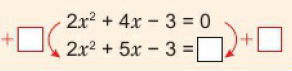 2x² + 4x − 3 = 0
+□ 2x² + 5x − 3 = □ +□